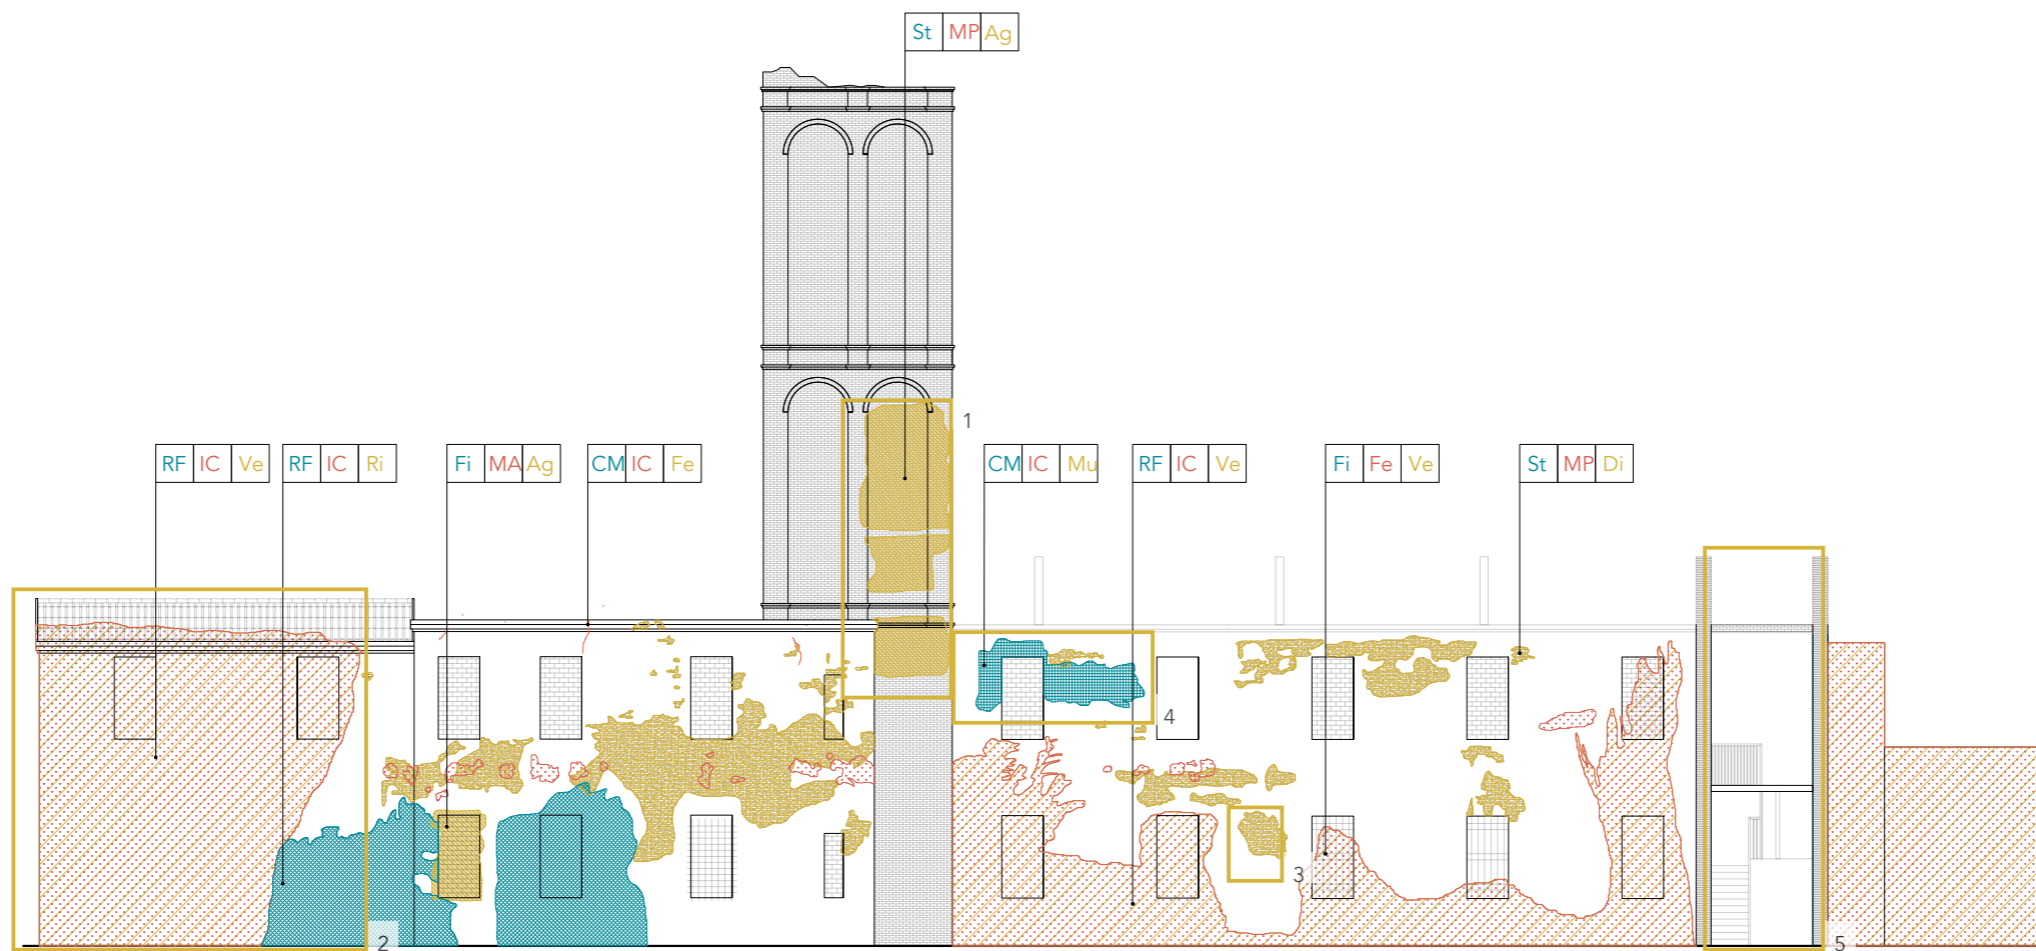 St MP Ag
1
RF IC Ve
RF IC Ri
Fi MA Ag
CM IC Fe
CM IC Mu
RF IC Ve
Fi Fe Ve
St MP Di
4
3
2
5